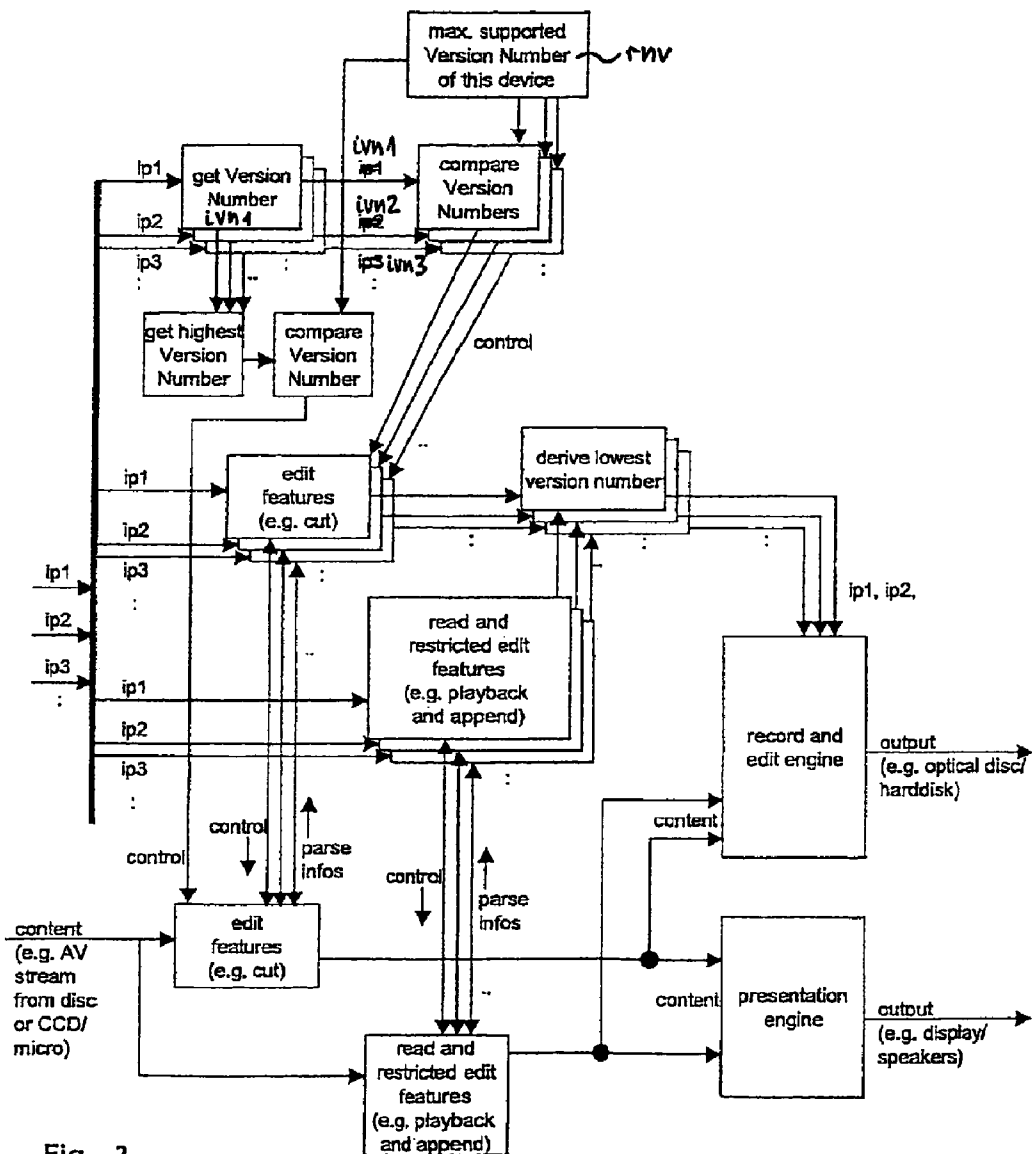 max. supported
Version Number
of this device
rnv
ip1
get Version
Number
ivn1
ivn1
ip1
compare
Version
Numbers
ip2
ivn2
ip2
ip3
ip3 ivn3
:
:
:
:
..
get highest
Version
Number
compare
Version
Number
control
..
ip1
edit
features
(e.g. cut)
derive lowest
version number
ip2
ip3
:
:
:
:
:
ip1
ip2
ip3
:
..
..
ip1, ip2,
read and
restricted edit
features
(e.g. playback
and append)
ip1
ip2
ip3
:
:
record and
edit engine
output
(e.g. optical disc/
harddisk)
content
control
control
parse
infos
control
parse
infos
content
(e.g. AV
stream
from disc
or CCD/
micro)
edit
features
(e.g. cut)
..
content
presentation
engine
output
(e.g. display/
speakers)
read and
restricted edit
features
(e.g. playback
and append)
Fig. 2